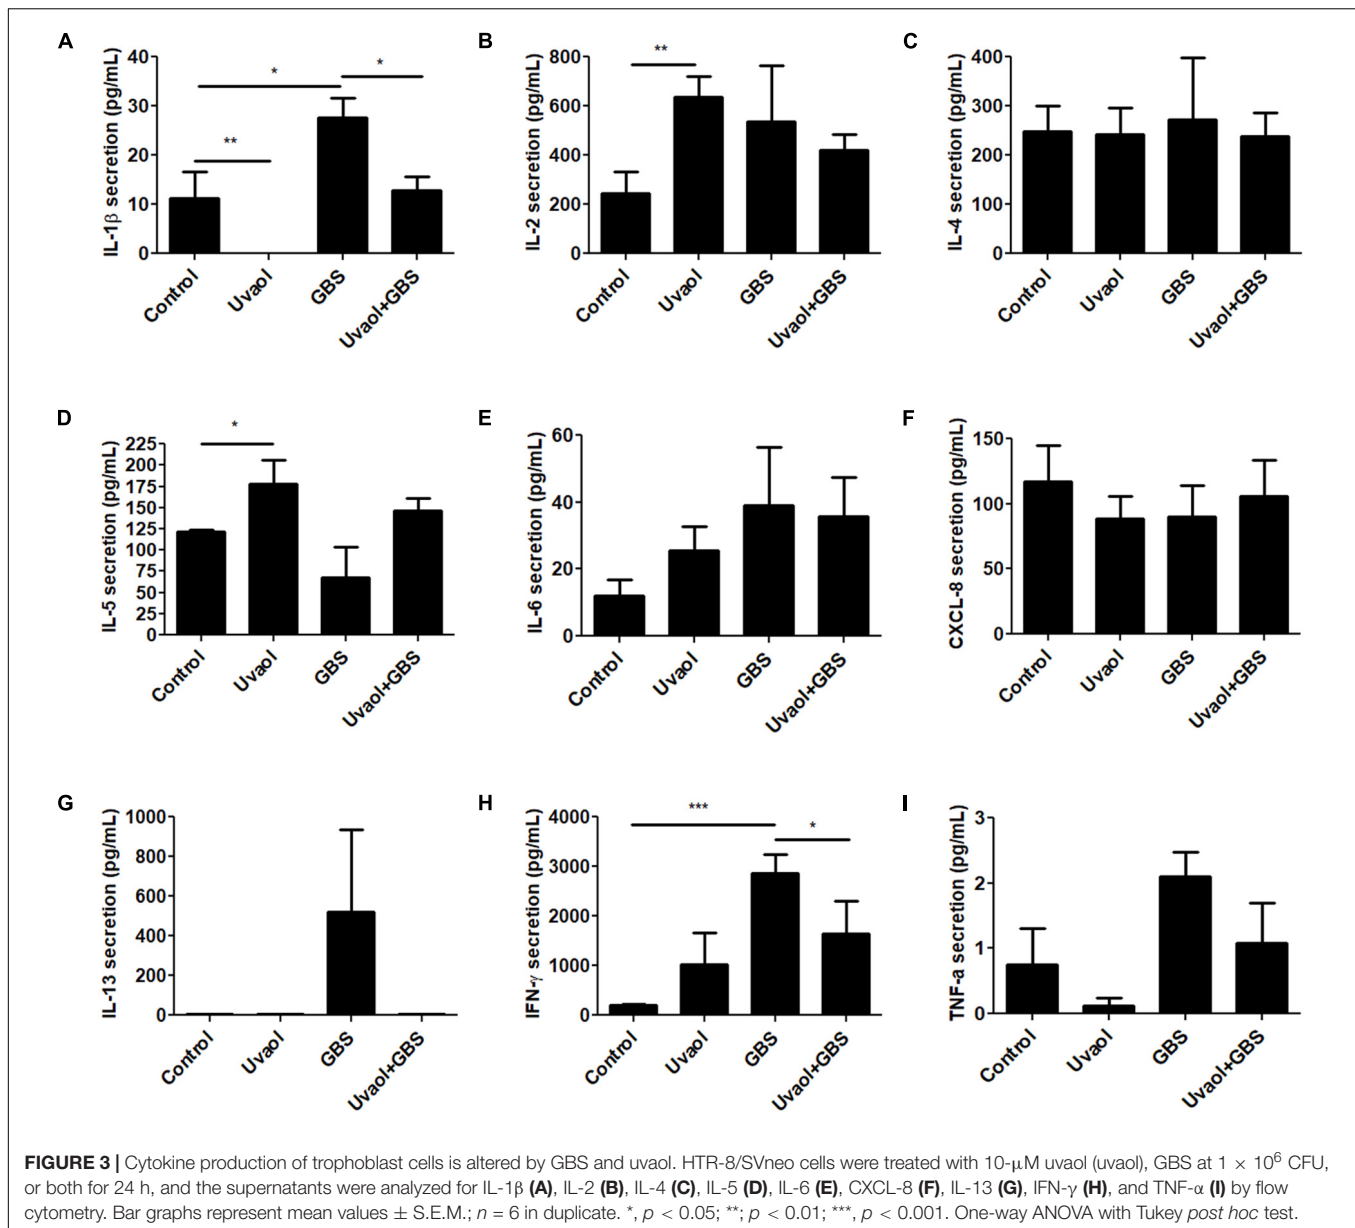 A
IL-1β secretion (pg/mL)
40
30
20
10
0
*
*
**
Control
Uvaol
GBS
Uvaol+GBS
B
IL-2 secretion (pg/mL)
800
600
400
200
0
**
Control
Uvaol
GBS
Uvaol+GBS
C
IL-4 secretion (pg/mL)
400
300
200
100
0
Control
Uvaol
GBS
Uvaol+GBS
D
IL-5 secretion (pg/mL)
225
200
175
150
125
100
75
50
25
0
*
Control
Uvaol
GBS
Uvaol+GBS
E
IL-6 secretion (pg/mL)
60
40
20
0
Control
Uvaol
GBS
Uvaol+GBS
F
CXCL-8 secretion (pg/mL)
150
100
50
0
Control
Uvaol
GBS
Uvaol+GBS
G
IL-13 secretion (pg/mL)
1000
800
600
400
200
0
Control
Uvaol
GBS
Uvaol+GBS
H
IFN-γ secretion (pg/mL)
4000
3000
2000
1000
0
***
*
Control
Uvaol
GBS
Uvaol+GBS
I
TNF-a secretion (pg/mL)
3
2
1
0
Control
Uvaol
GBS
Uvaol+GBS
FIGURE 3 | Cytokine production of trophoblast cells is altered by GBS and uvaol. HTR-8/SVneo cells were treated with 10-μM uvaol (uvaol), GBS at 1 × 10⁶ CFU,
or both for 24 h, and the supernatants were analyzed for IL-1β (A), IL-2 (B), IL-4 (C), IL-5 (D), IL-6 (E), CXCL-8 (F), IL-13 (G), IFN-γ (H), and TNF-α (I) by flow
cytometry. Bar graphs represent mean values ± S.E.M.; n = 6 in duplicate. *, p < 0.05; **; p < 0.01; ***, p < 0.001. One-way ANOVA with Tukey post hoc test.